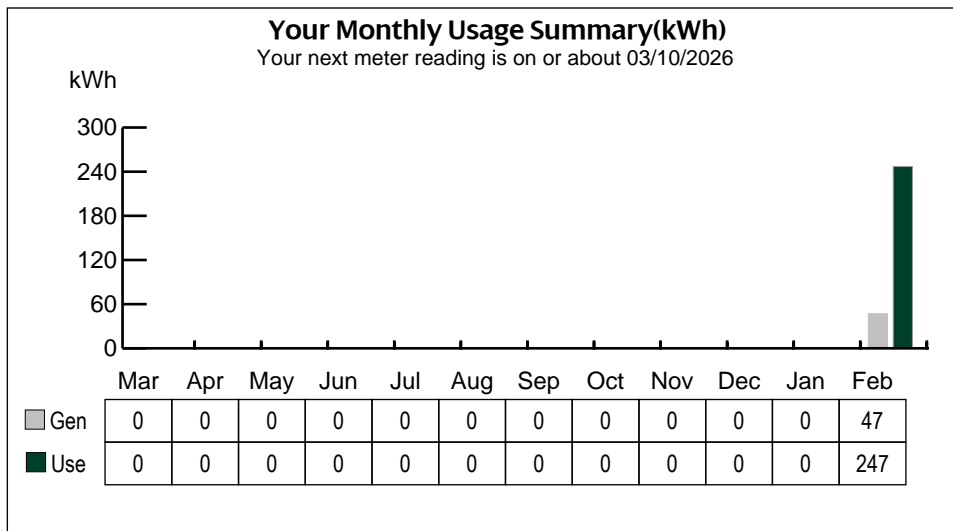 Your Monthly Usage Summary(kWh)
Your next meter reading is on or about 03/10/2026
kWh
300
240
180
120
60
0
Mar Apr May Jun Jul Aug Sep Oct Nov Dec Jan Feb
Gen 0 0 0 0 0 0 0 0 0 0 0 47
Use 0 0 0 0 0 0 0 0 0 0 0 247